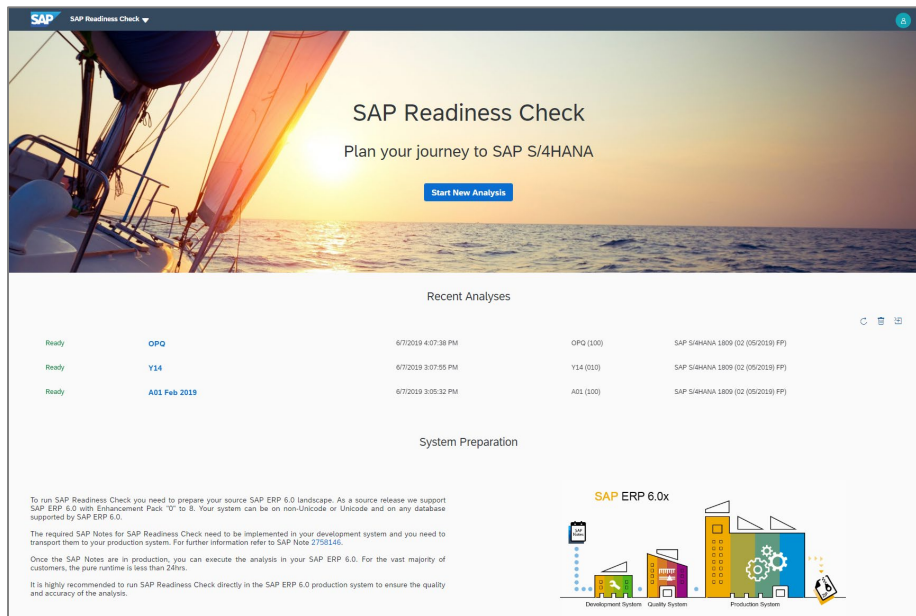 SAP SAP Readiness Check
SAP Readiness Check
Plan your journey to SAP S/4HANA
Start New Analysis
Recent Analyses
Ready OPQ 6/7/2019 4:07:38 PM OPQ (100) SAP S/4HANA 1809 (02 (05/2019) FP)
Ready Y14 6/7/2019 3:07:55 PM Y14 (010) SAP S/4HANA 1809 (02 (05/2019) FP)
Ready A01 Feb 2019 6/7/2019 3:05:32 PM A01 (100) SAP S/4HANA 1809 (02 (05/2019) FP)
System Preparation
To run SAP Readiness Check you need to prepare your source SAP ERP 6.0 landscape. As a source release we support
SAP ERP 6.0 with Enhancement Pack "0" to 8. Your system can be on non-Unicode or Unicode and on any database
supported by SAP ERP 6.0.
The required SAP Notes for SAP Readiness Check need to be implemented in your development system and you need to
transport them to your production system. For further information refer to SAP Note 2758146.
Once the SAP Notes are in production, you can execute the analysis in your SAP ERP 6.0. For the vast majority of
customers, the pure runtime is less than 24hrs.
It is highly recommended to run SAP Readiness Check directly in the SAP ERP 6.0 production system to ensure the quality
and accuracy of the analysis.
SAP ERP 6.0x
SAP
Notes
Development System Quality System Production System